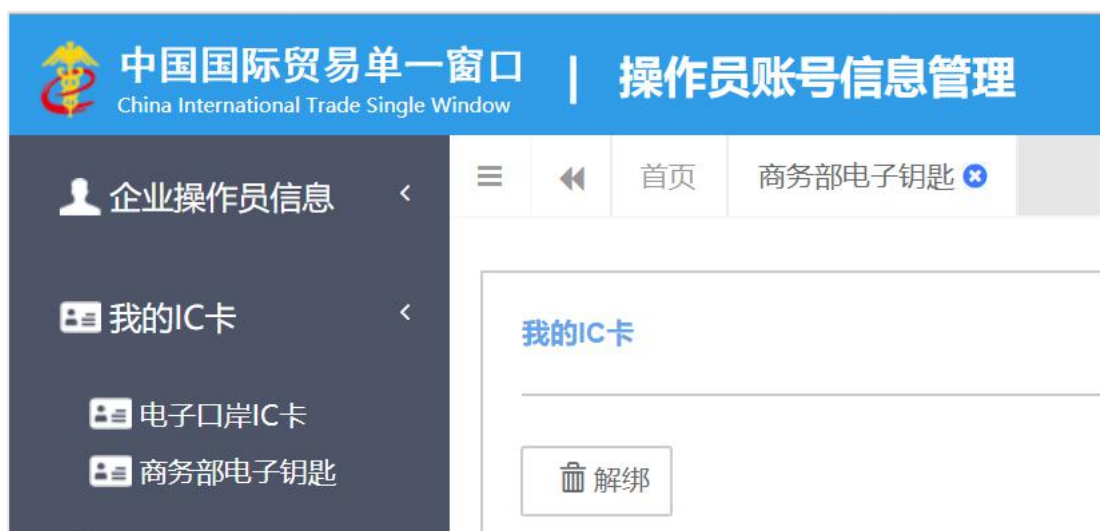 中国国际贸易单一窗口 | 操作员账号信息管理
China International Trade Single Window
企业操作员信息
首页 商务部电子钥匙
我的IC卡
我的IC卡
电子口岸IC卡
商务部电子钥匙
解绑